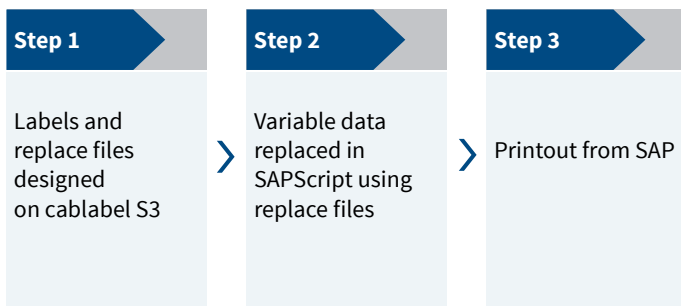 Step 1
Labels and
replace files
designed
on cablabel S3
Step 2
Variable data
replaced in
SAPScript using
replace files
Step 3
Printout from SAP